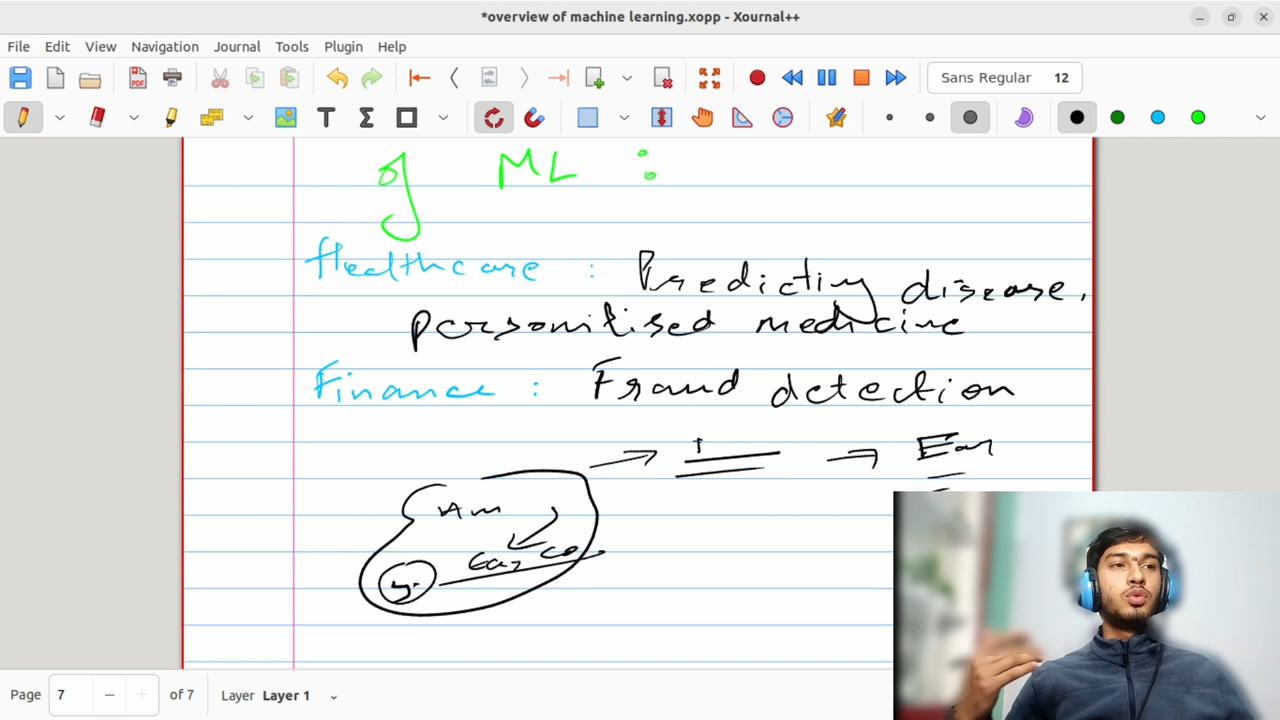 *overview of machine learning.xopp - Xournal++
File Edit View Navigation Journal Tools Plugin Help
Sans Regular 12
of ML :
Healthcare : Predicting disease,
personilised medicine
Finance : Fraud detection
Page 7 of 7 Layer Layer 1